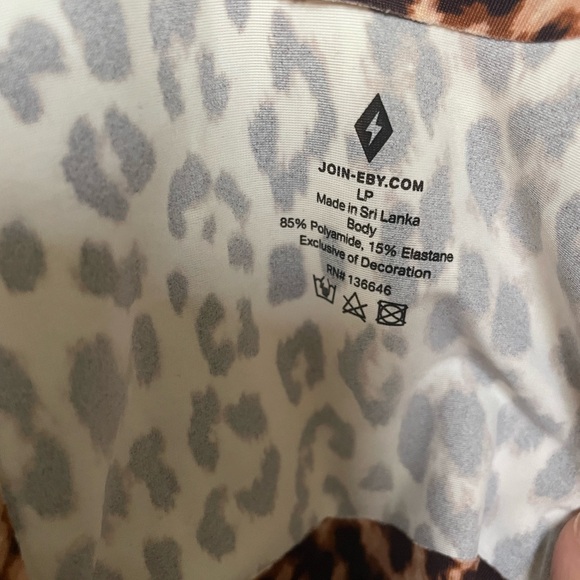 JOIN-EBY.COM
LP
Made in Sri Lanka
Body
85% Polyamide, 15% Elastane
Exclusive of Decoration
RN# 136646